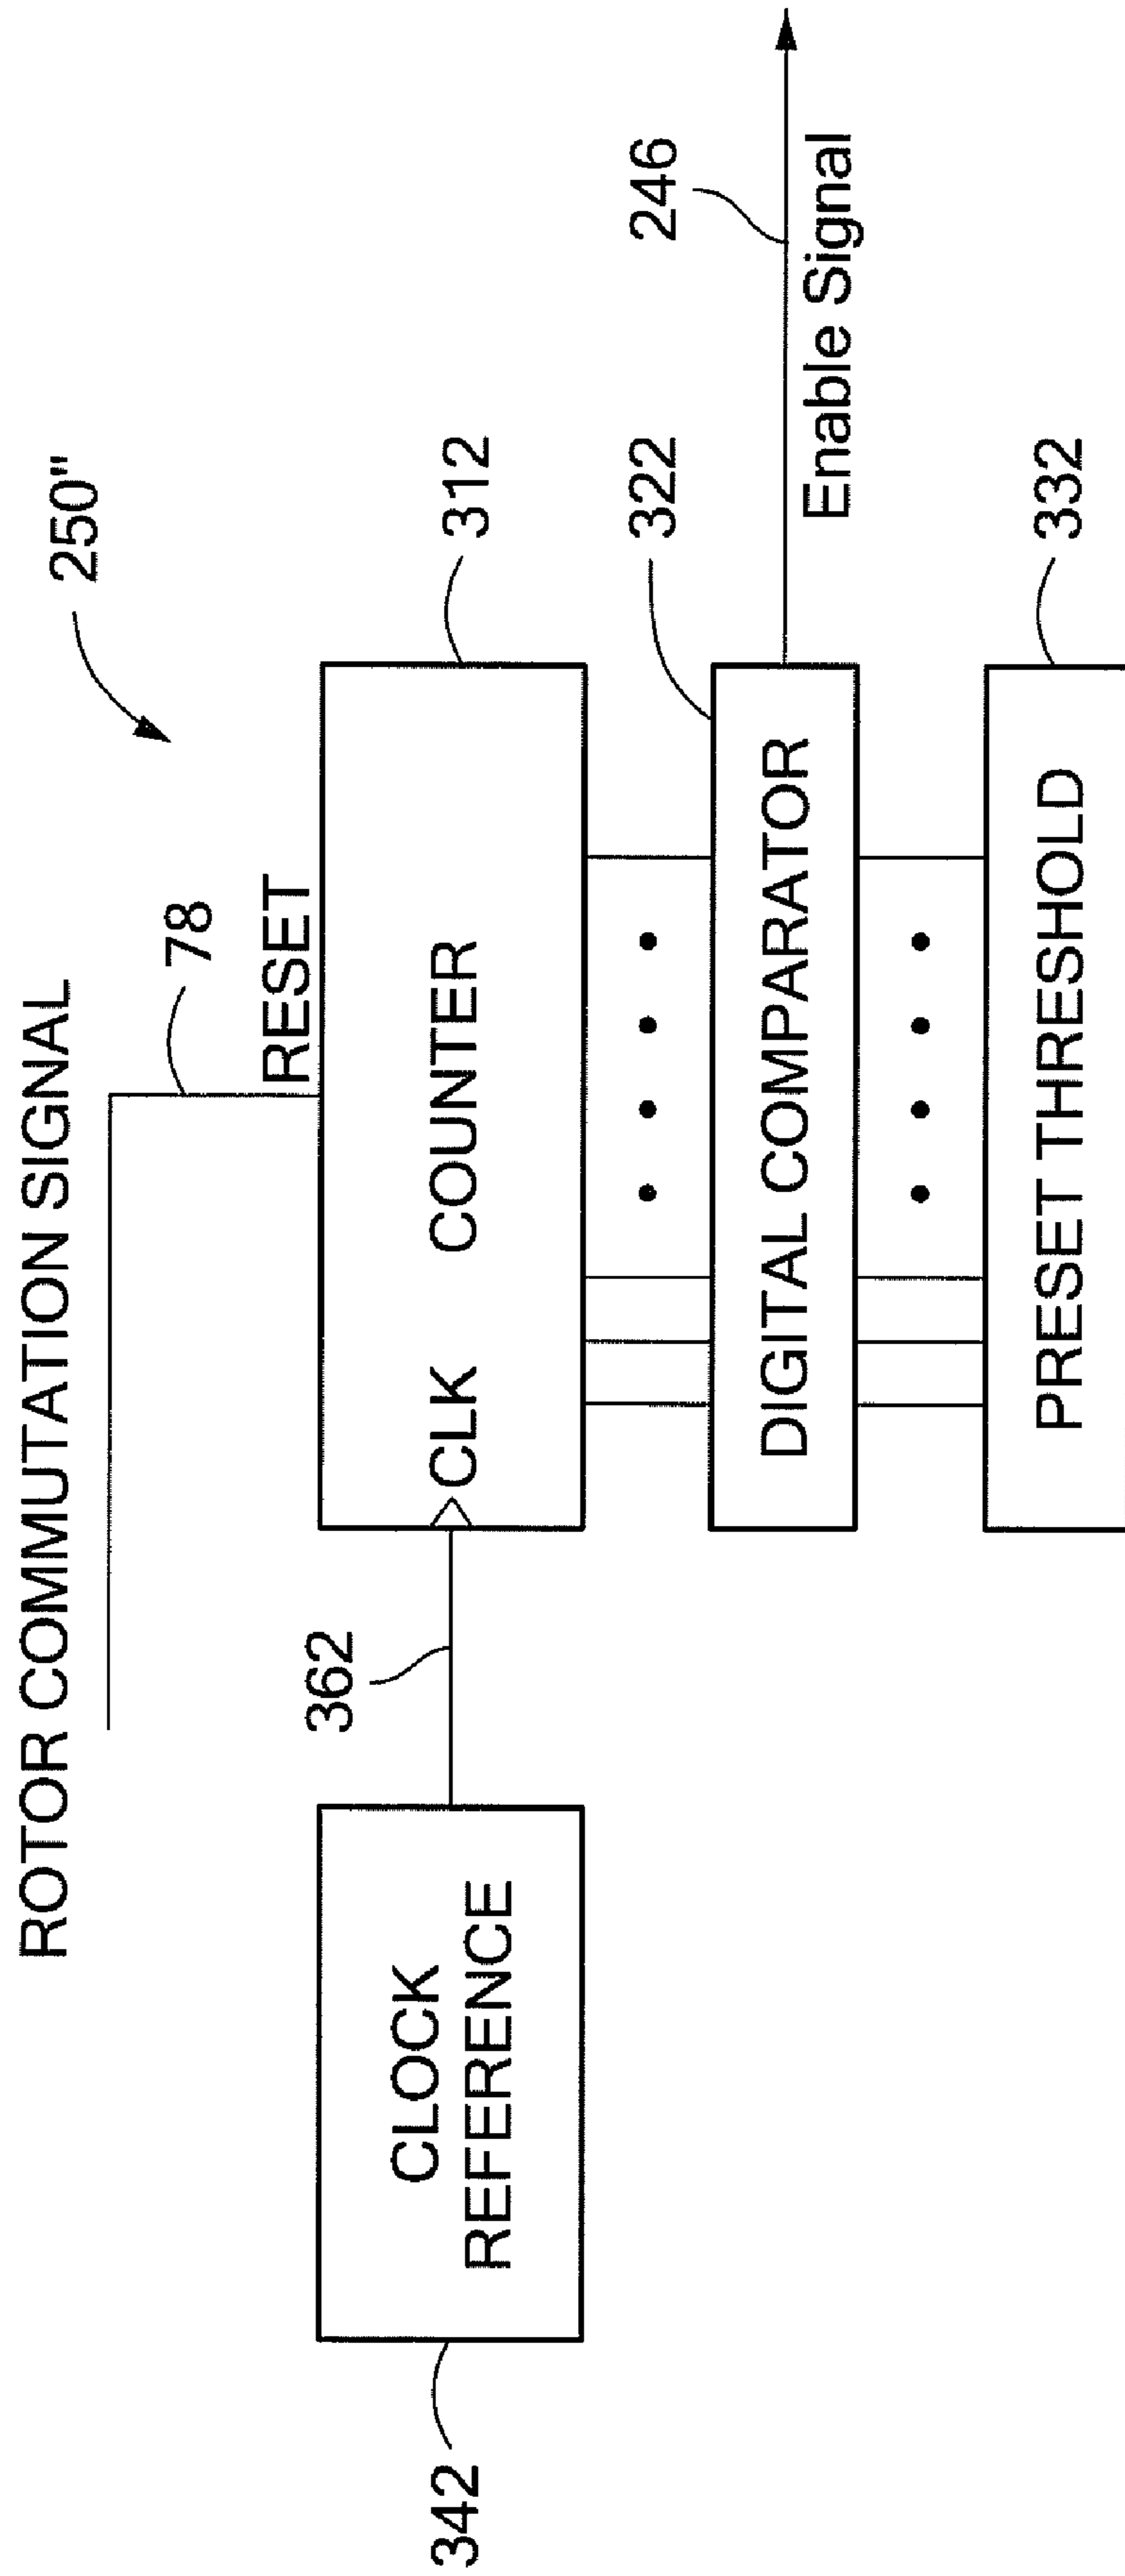 ROTOR COMMUTATION SIGNAL
250"
78
RESET
362
342
CLOCK
REFERENCE
CLK COUNTER
312
246
Enable Signal
322
DIGITAL COMPARATOR
332
PRESET THRESHOLD